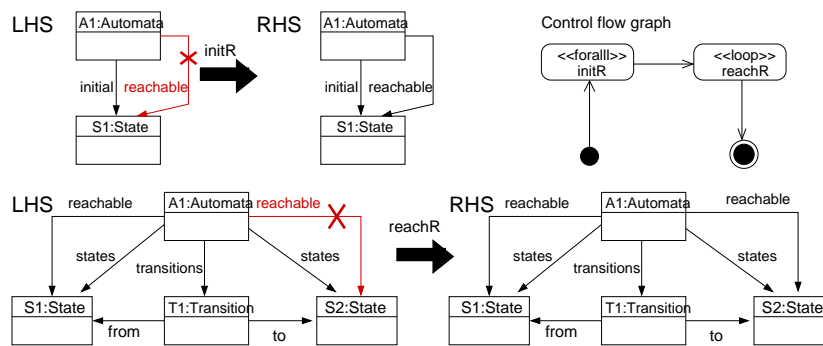 LHS
A1:Automata
initR
RHS
A1:Automata
Control flow graph
<<foralll>>
initR
<<loop>>
reachR
initial
reachable
initial
reachable
S1:State
S1:State
LHS
reachable
A1:Automata
reachable
reachR
RHS
reachable
A1:Automata
reachable
states
transitions
states
states
transitions
states
S1:State
T1:Transition
S2:State
S1:State
T1:Transition
S2:State
from
to
from
to